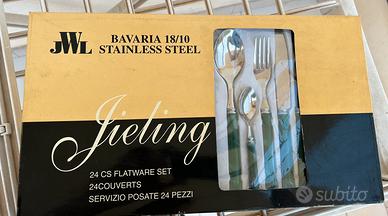 JWL
BAVARIA 18/10
STAINLESS STEEL
Jieling
24 CS FLATWARE SET
24COUVERTS
SERVIZIO POSATE 24 PEZZI
subito